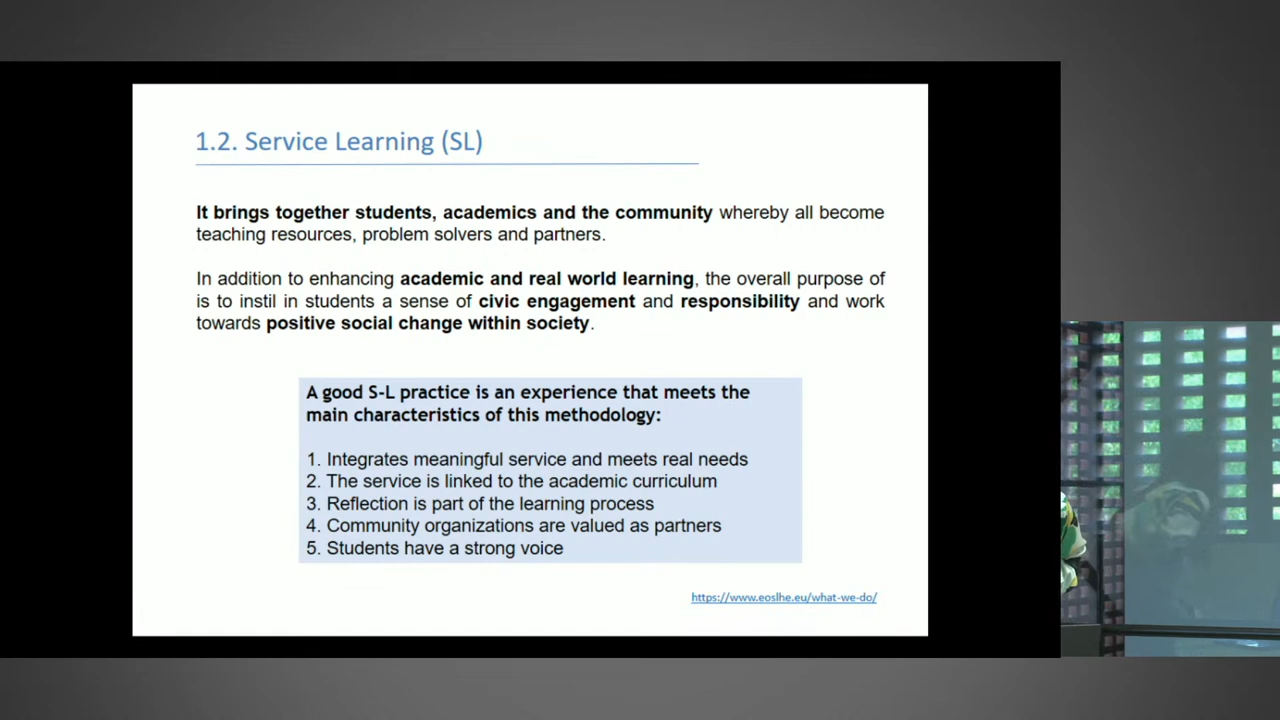 1.2. Service Learning (SL)
It brings together students, academics and the community whereby all become
teaching resources, problem solvers and partners.
In addition to enhancing academic and real world learning, the overall purpose of
is to instil in students a sense of civic engagement and responsibility and work
towards positive social change within society.
A good S-L practice is an experience that meets the
main characteristics of this methodology:
1. Integrates meaningful service and meets real needs
2. The service is linked to the academic curriculum
3. Reflection is part of the learning process
4. Community organizations are valued as partners
5. Students have a strong voice
https://www.eoslhe.eu/what-we-do/